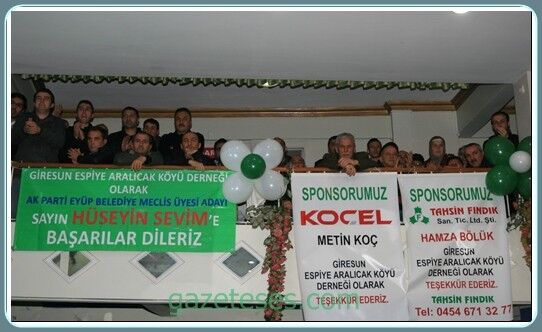 GİRESUN ESPİYE ARALICAK KÖYÜ DERNEĞİ
OLARAK
AK PARTİ EYÜP BELEDİYE MECLİS ÜYESİ ADAYI
SAYIN HÜSEYİN SEVİM'E
BAŞARILAR DİLERİZ
SPONSORUMUZ
KOÇEL
METİN KOÇ
GİRESUN
ESPİYE ARALICAK KÖYÜ
DERNEĞİ OLARAK
TEŞEKKÜR EDERİZ.
SPONSORUMUZ
TAHSİN FINDIK
San. Tic. Ltd. Şti.
HAMZA BÖLÜK
GİRESUN
ESPİYE ARALICAK KÖYÜ
DERNEĞİ OLARAK
TEŞEKKÜR EDERİZ.
TAHSİN FINDIK
Tel: 0454 671 32 77
gazeteses.com